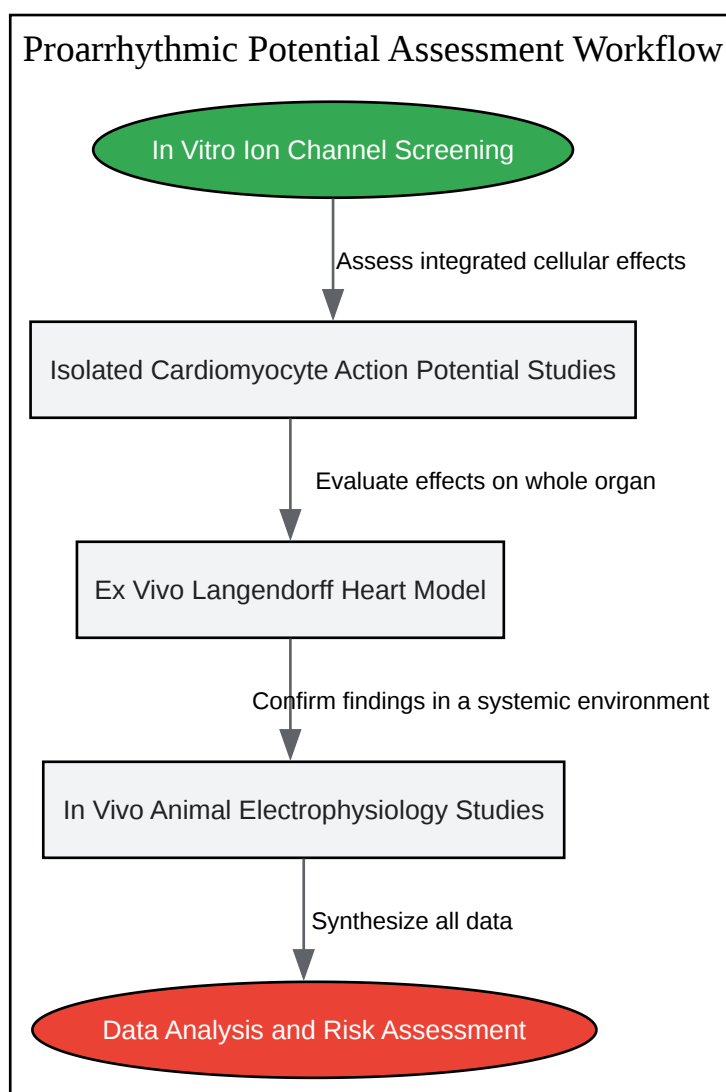 Proarrhythmic Potential Assessment Workflow
In Vitro Ion Channel Screening
Assess integrated cellular effects
Isolated Cardiomyocyte Action Potential Studies
Evaluate effects on whole organ
Ex Vivo Langendorff Heart Model
Confirm findings in a systemic environment
In Vivo Animal Electrophysiology Studies
Synthesize all data
Data Analysis and Risk Assessment